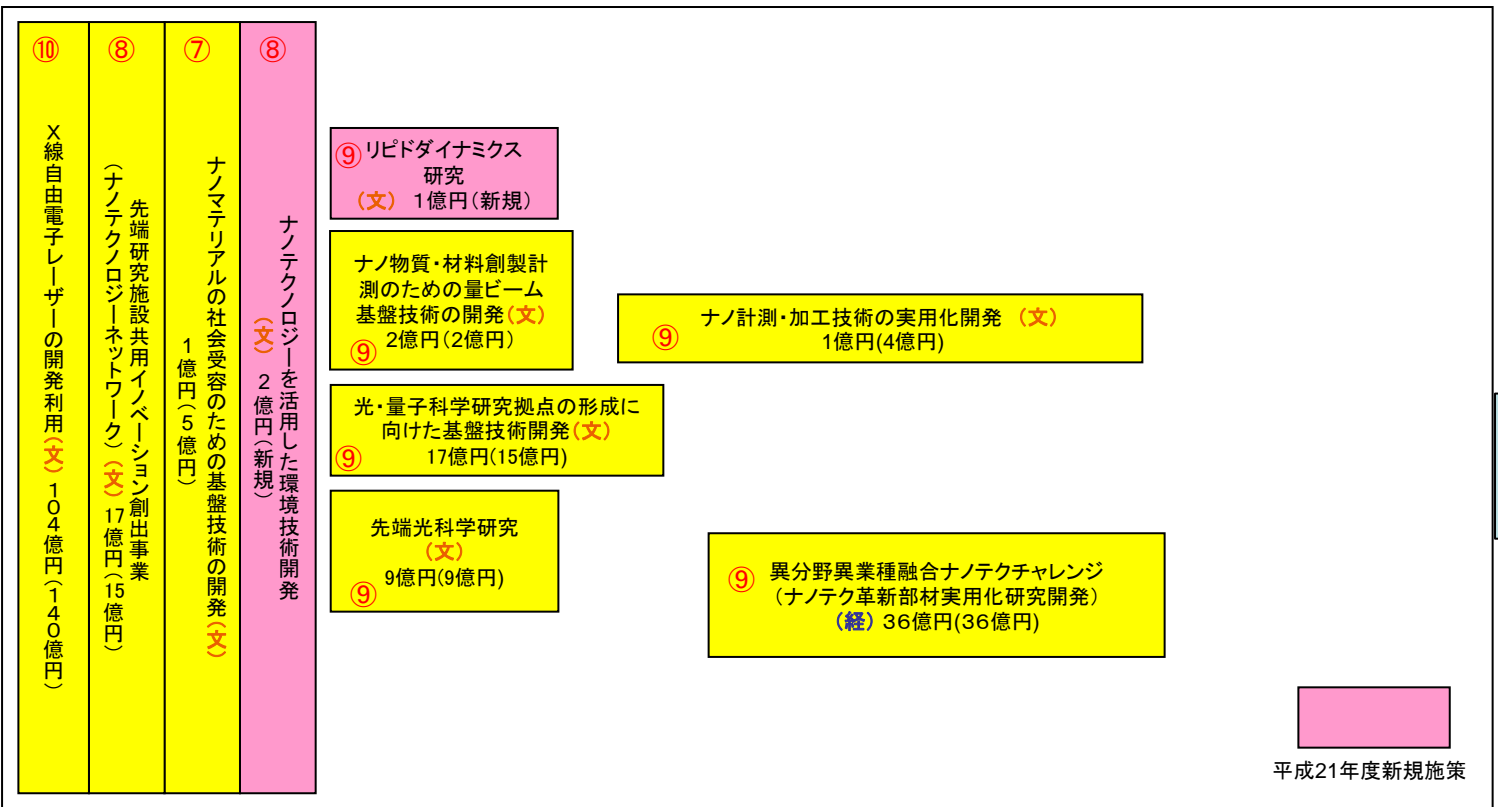 ⑩
X線自由電子レーザーの開発利用(文)104億円(140億円)
⑧
先端研究施設共用イノベーション創出事業
(ナノテクノロジーネットワーク)(文)17億円(15億円)
⑦
ナノマテリアルの社会受容のための基盤技術の開発(文)
1億円(5億円)
⑧
ナノテクノロジーを活用した環境技術開発
(文) 2億円(新規)
⑨リピドダイナミクス
研究
(文) 1億円(新規)
ナノ物質・材料創製計
測のための量ビーム
基盤技術の開発(文)
⑨ 2億円(2億円)
光・量子科学研究拠点の形成に
向けた基盤技術開発(文)
⑨ 17億円(15億円)
先端光科学研究
(文)
⑨ 9億円(9億円)
⑨ ナノ計測・加工技術の実用化開発 (文)
1億円(4億円)
⑨ 異分野異業種融合ナノテクチャレンジ
(ナノテク革新部材実用化研究開発)
(経) 36億円(36億円)
平成21年度新規施策